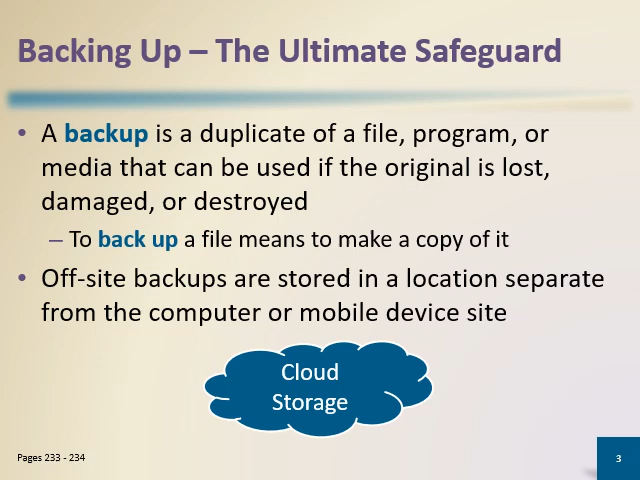 Backing Up – The Ultimate Safeguard
• A backup is a duplicate of a file, program, or
media that can be used if the original is lost,
damaged, or destroyed
– To back up a file means to make a copy of it
• Off-site backups are stored in a location separate
from the computer or mobile device site
Cloud
Storage
Pages 233 - 234
3